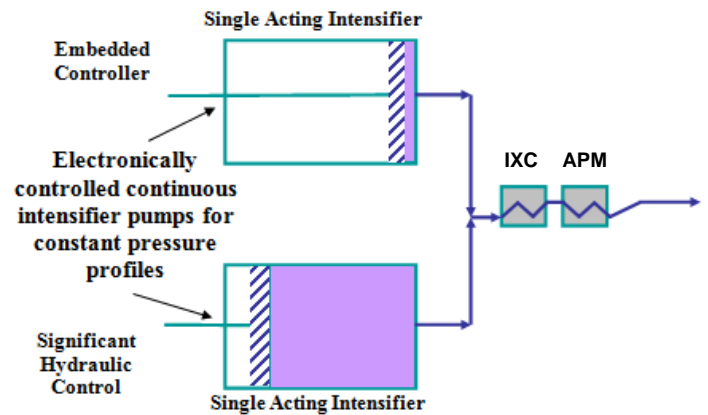 Single Acting Intensifier
Embedded
Controller
Electronically
controlled continuous
intensifier pumps for
constant pressure
profiles
IXC
APM
Significant
Hydraulic
Control
Single Acting Intensifier